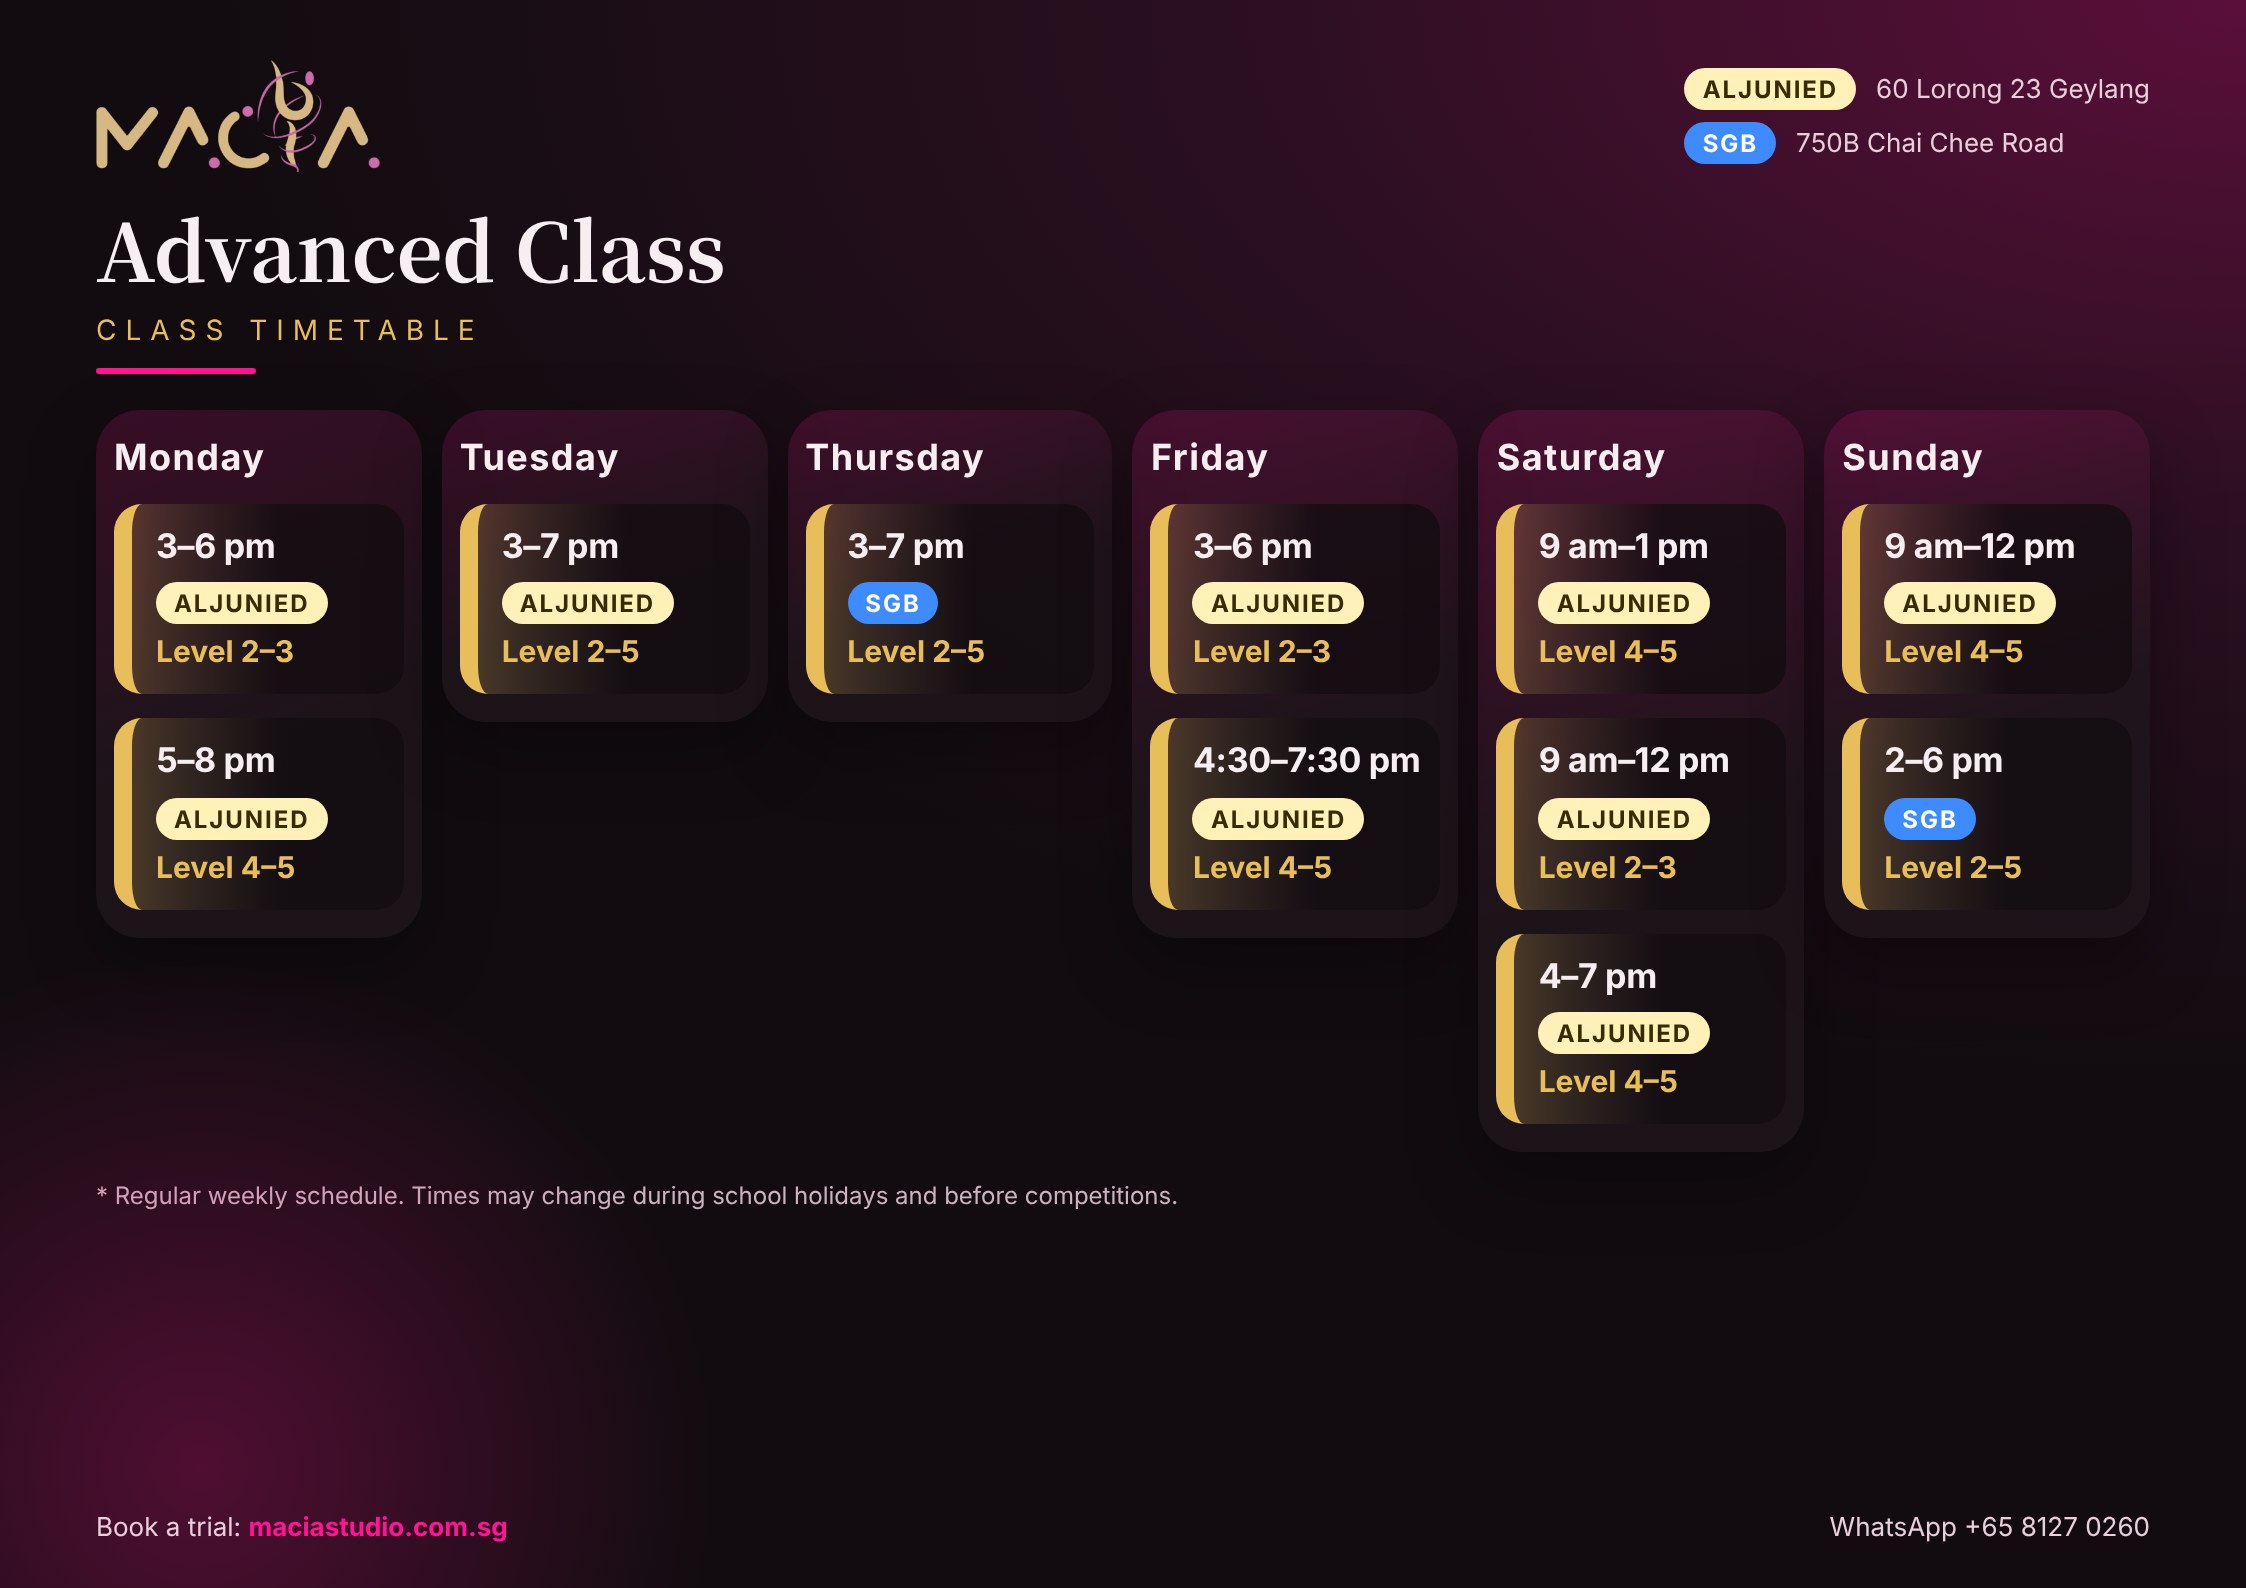 MACIA
ALJUNIED 60 Lorong 23 Geylang
SGB 750B Chai Chee Road
Advanced Class
CLASS TIMETABLE
Monday
3–6 pm
ALJUNIED
Level 2–3
5–8 pm
ALJUNIED
Level 4–5
Tuesday
3–7 pm
ALJUNIED
Level 2–5
Thursday
3–7 pm
SGB
Level 2–5
Friday
3–6 pm
ALJUNIED
Level 2–3
4:30–7:30 pm
ALJUNIED
Level 4–5
Saturday
9 am–1 pm
ALJUNIED
Level 4–5
9 am–12 pm
ALJUNIED
Level 2–3
4–7 pm
ALJUNIED
Level 4–5
Sunday
9 am–12 pm
ALJUNIED
Level 4–5
2–6 pm
SGB
Level 2–5
* Regular weekly schedule. Times may change during school holidays and before competitions.
Book a trial: maciastudio.com.sg
WhatsApp +65 8127 0260